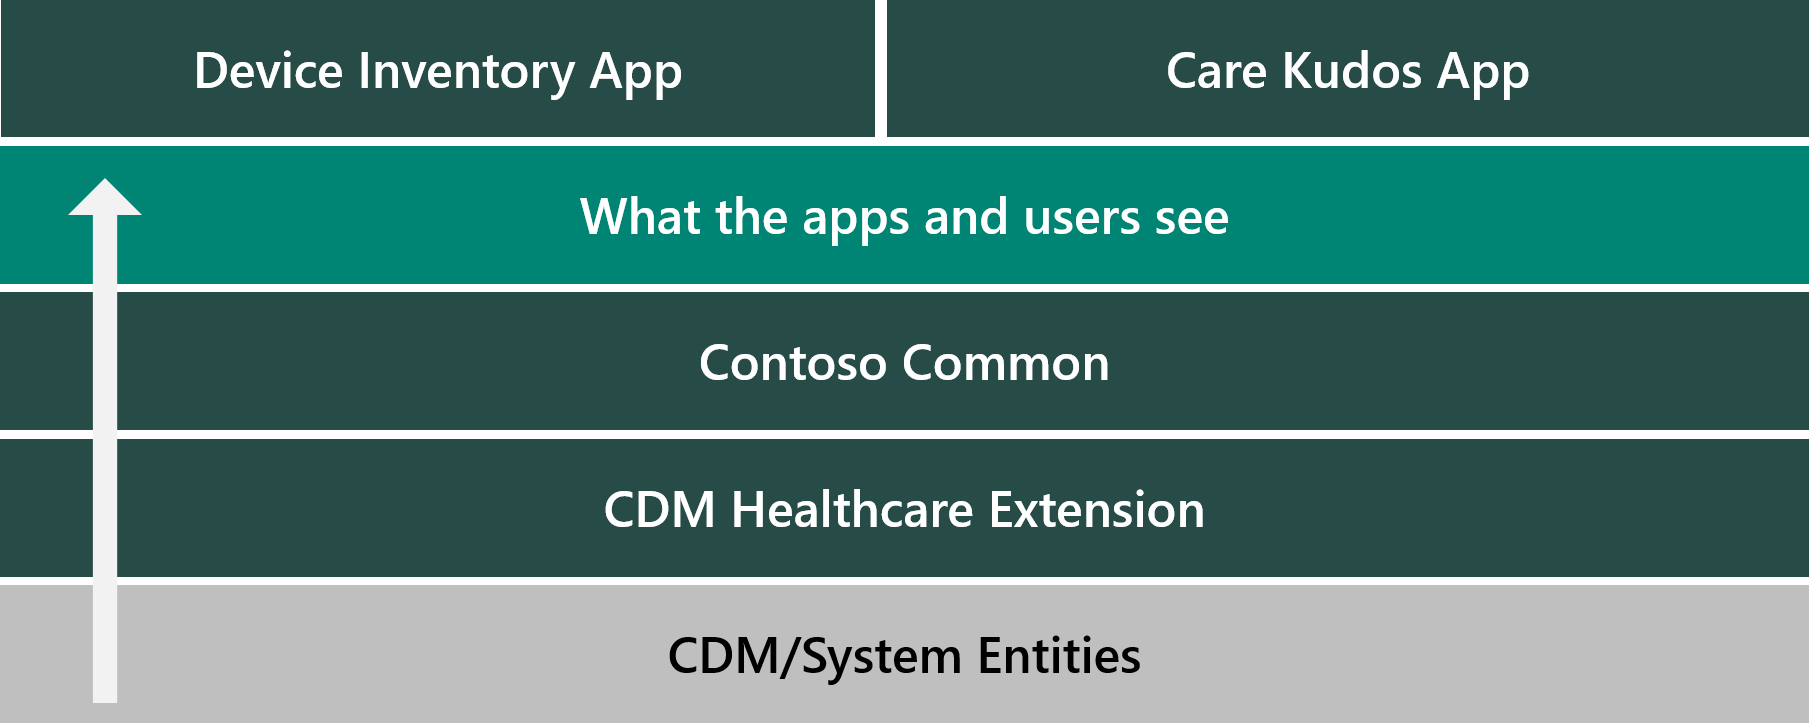 Device Inventory App
Care Kudos App
What the apps and users see
Contoso Common
CDM Healthcare Extension
CDM/System Entities